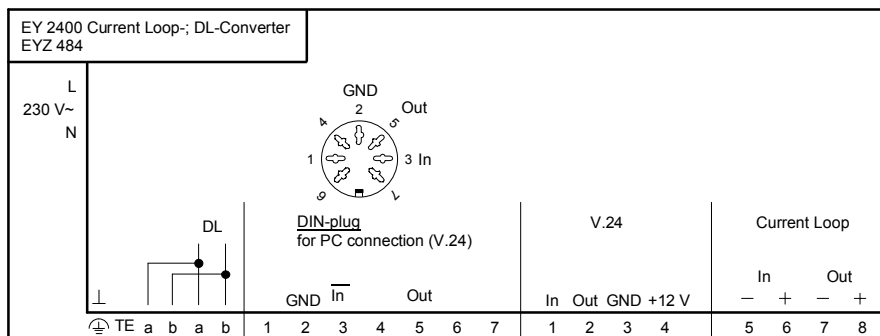 EY 2400 Current Loop-; DL-Converter
EYZ 484
L
230 V~
N
GND
2
4
5
Out
1
3 In
6
7
DL
DIN-plug
for PC connection (V.24)
V.24
Current Loop
In Out
⊥ GND In Out In Out GND +12 V − + − +
TE a b a b 1 2 3 4 5 6 7 1 2 3 4 5 6 7 8